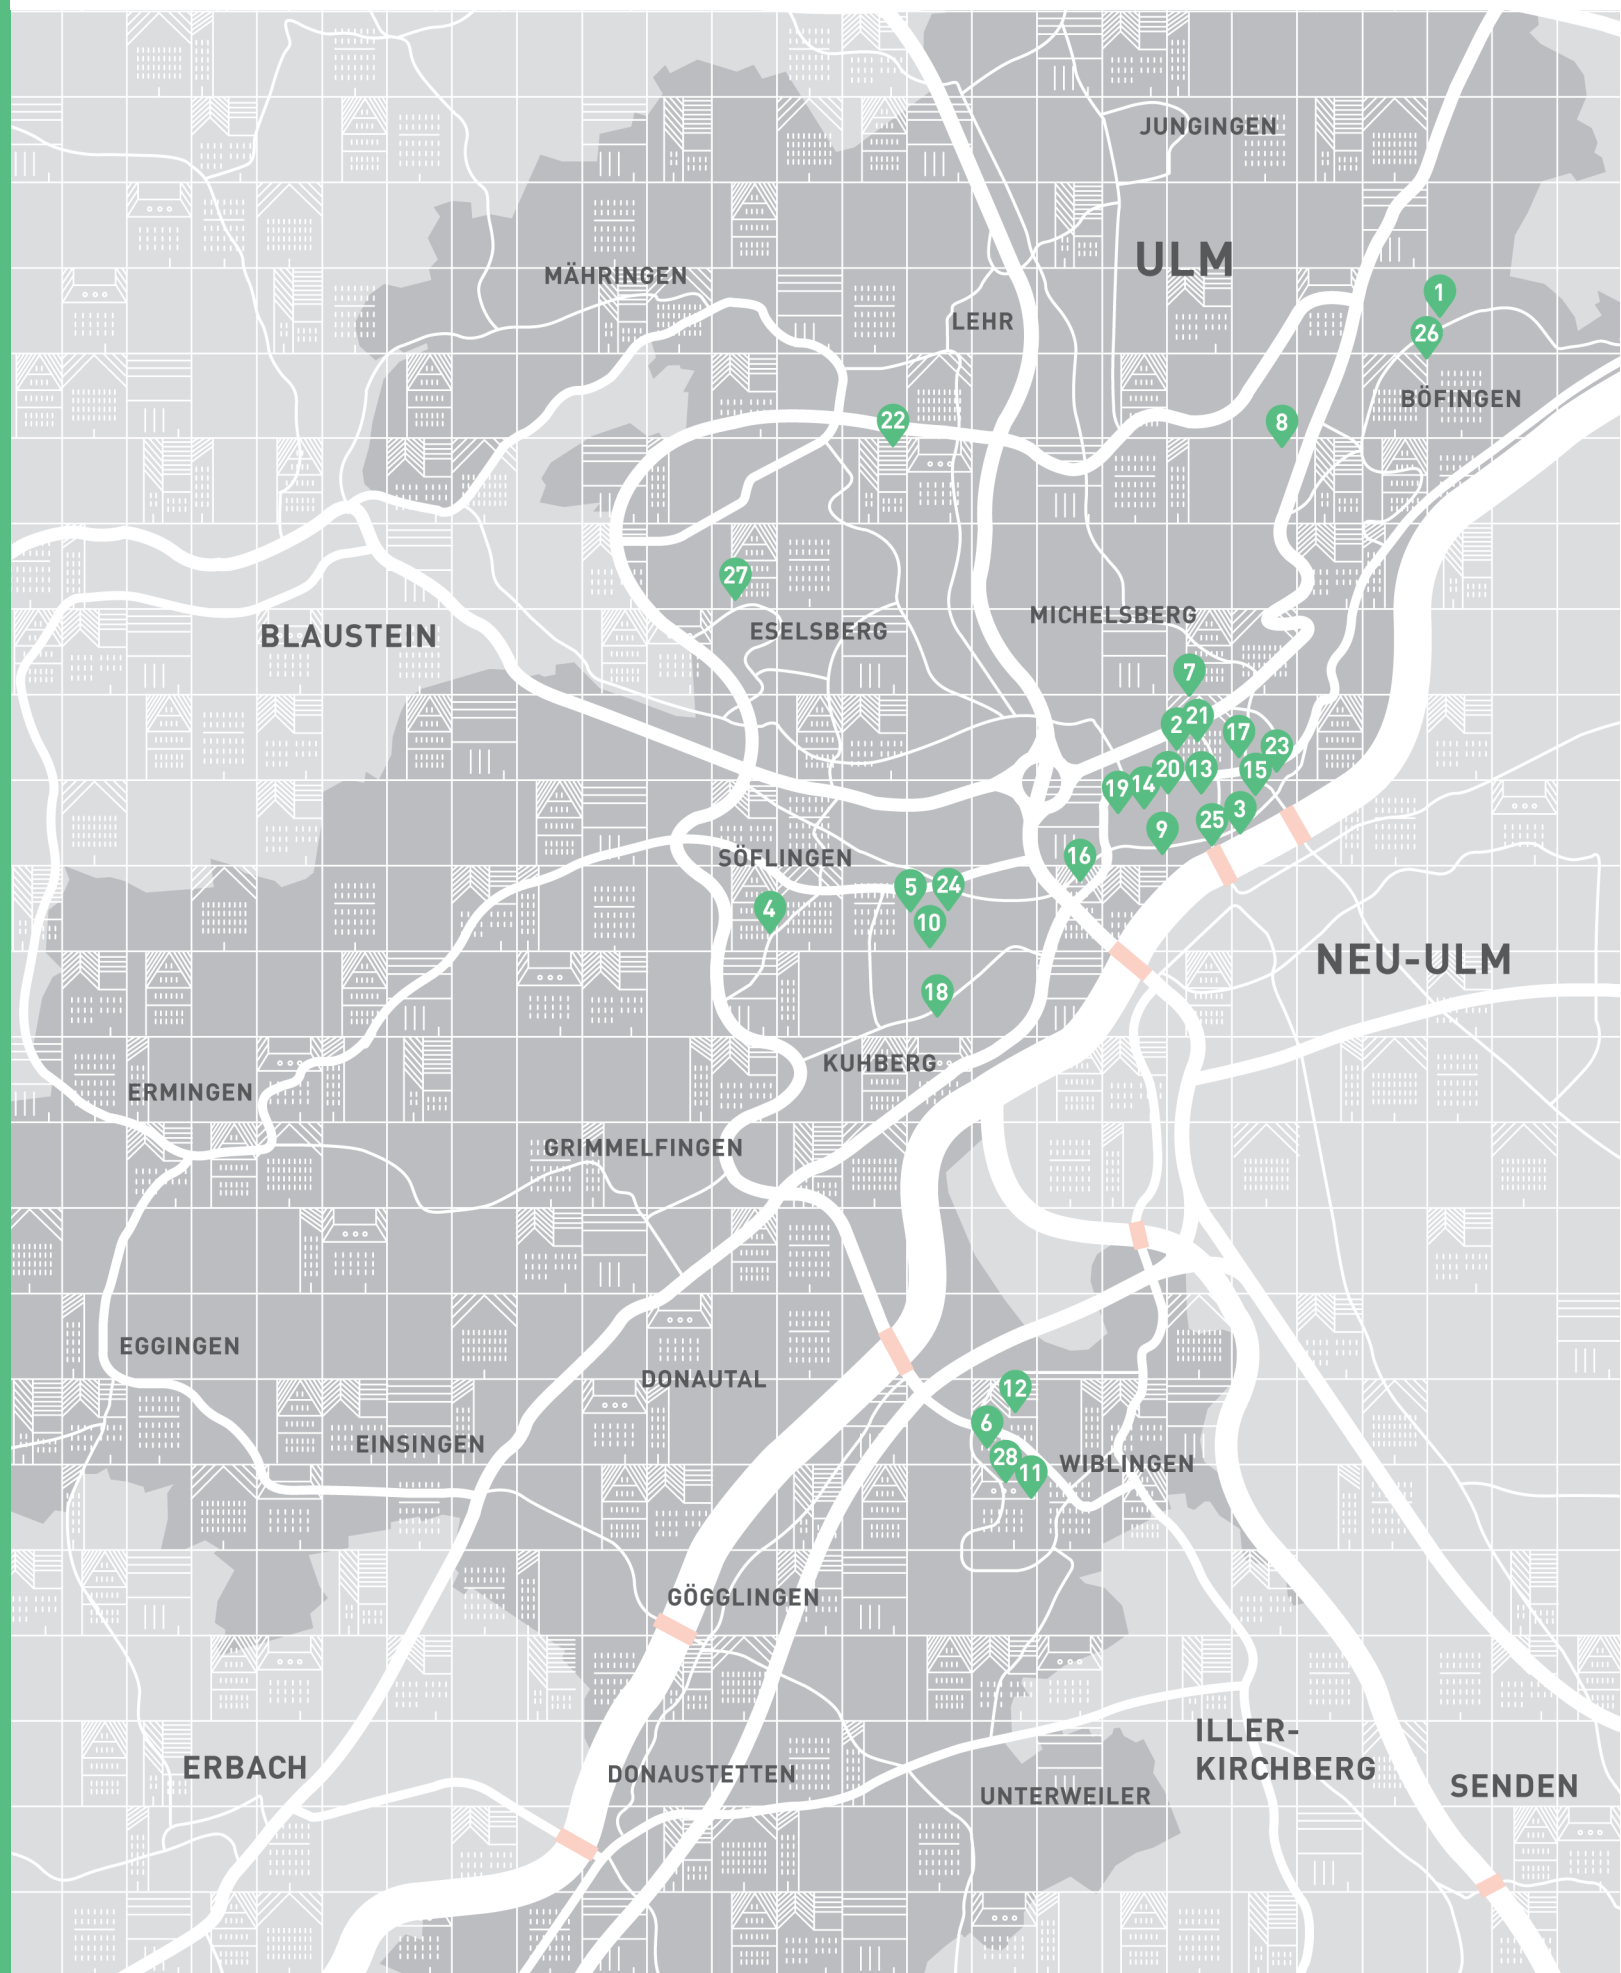 JUNGINGEN
ULM
MÄHRINGEN
1
LEHR
26
BÖFINGEN
22
8
27
MICHELSBERG
ESELSBERG
BLAUSTEIN
7
21
2
17
23
20
13
15
19
14
3
25
9
16
SÖFLINGEN
5
24
4
10
NEU-ULM
18
KUHBERG
ERMINGEN
GRIMMELFINGEN
EGGINGEN
DONAUTAL
12
6
EINSINGEN
28
WIBLINGEN
11
GÖGGLINGEN
ILLER-
KIRCHBERG
ERBACH
DONAUSTETTEN
SENDEN
UNTERWEILER